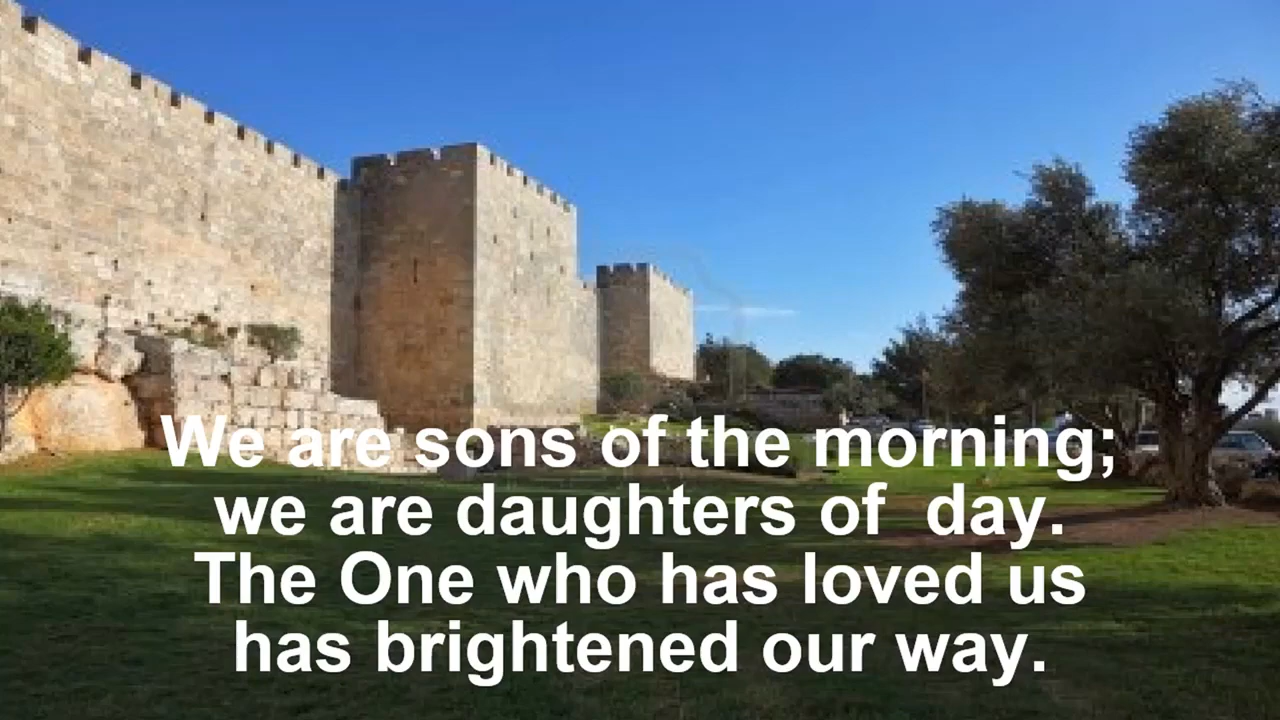 We are sons of the morning;
we are daughters of  day.
The One who has loved us
has brightened our way.